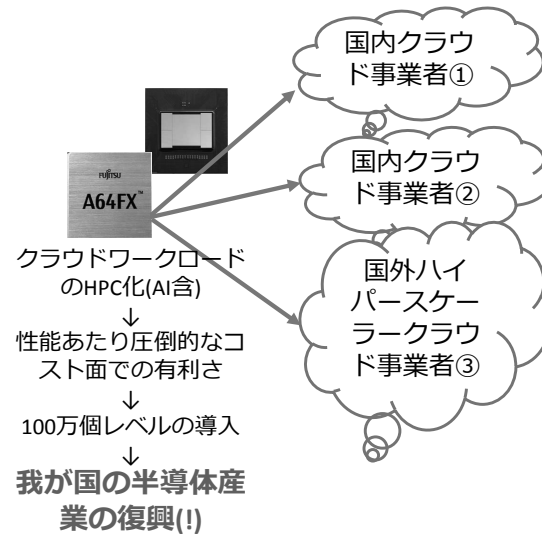 国内クラウ
ド事業者①
国内クラウ
ド事業者②
国外ハイ
パースケー
ラークラウ
ド事業者③
FUJITSU
A64FX™
クラウドワークロード
のHPC化(AI含)
↓
性能あたり圧倒的なコ
スト面での有利さ
↓
100万個レベルの導入
↓
我が国の半導体産
業の復興(!)